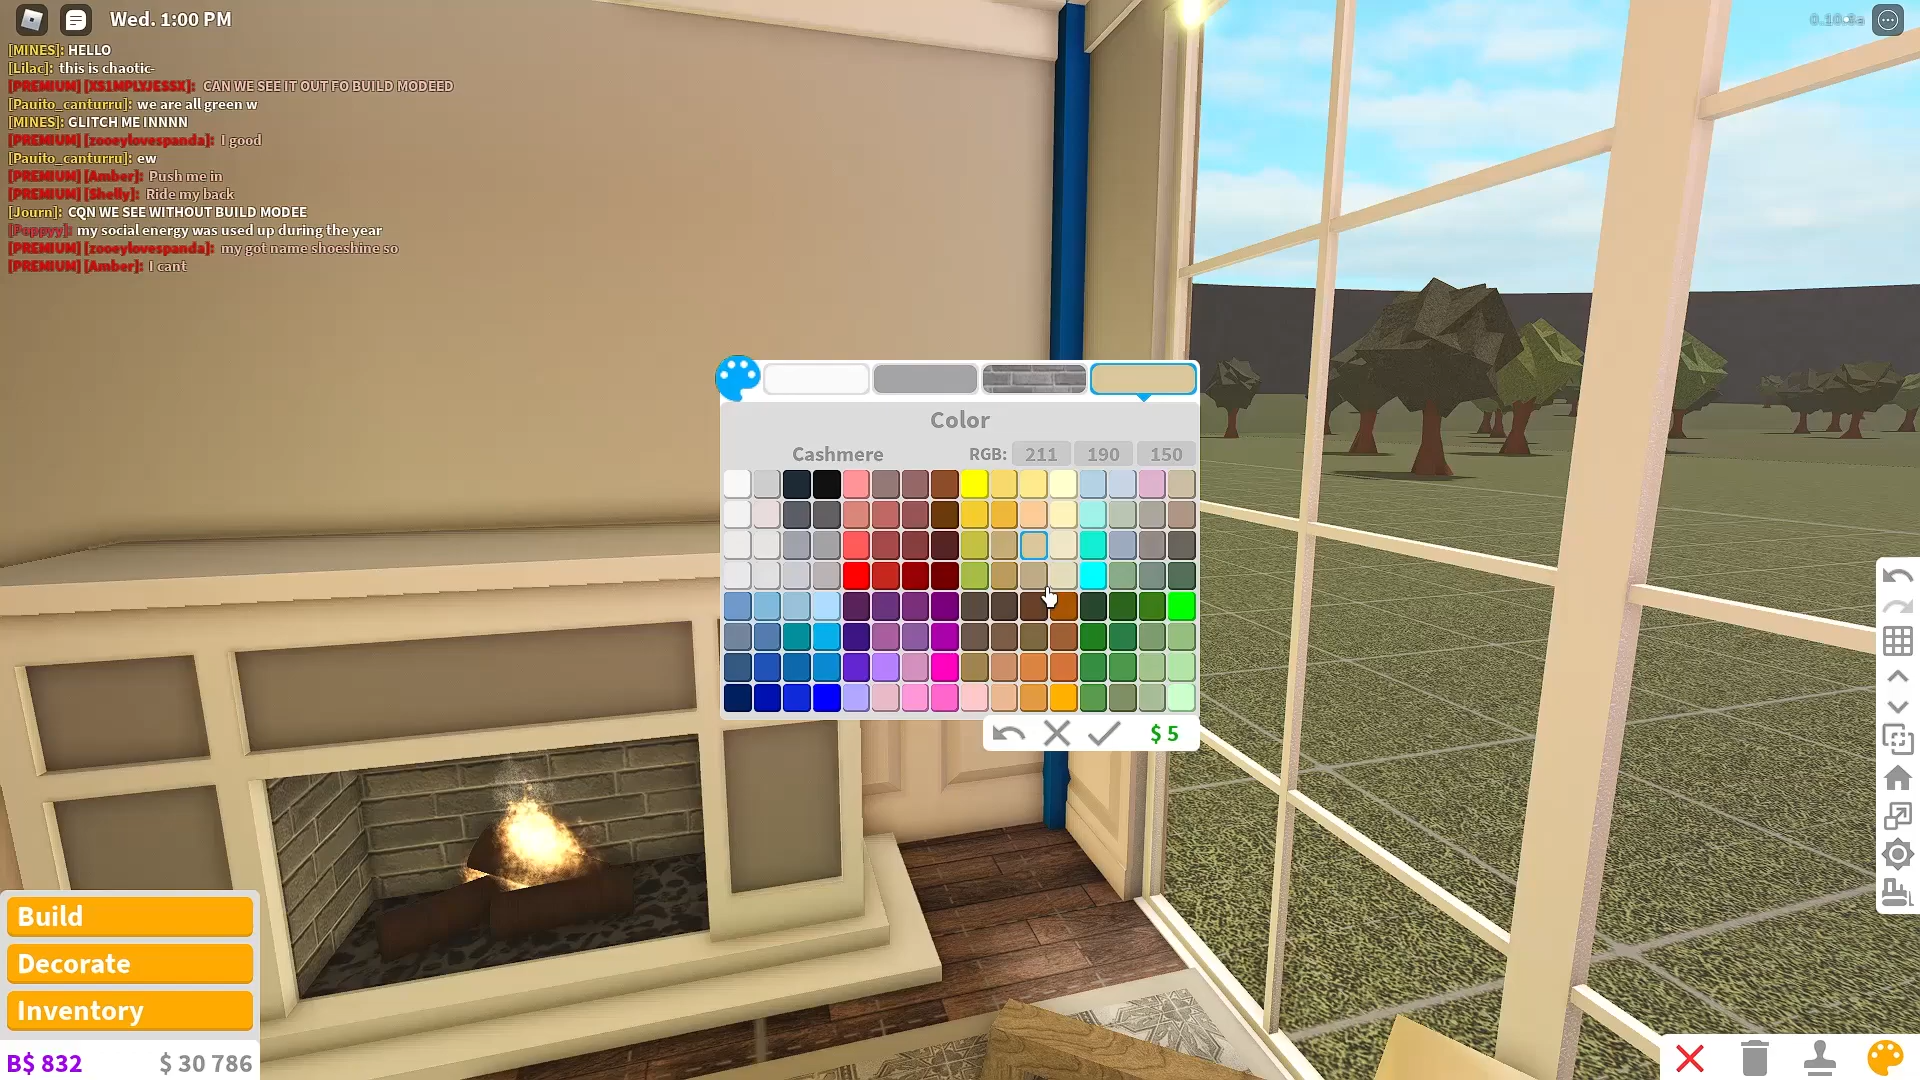 Wed. 1:00 PM
[MINES]: HELLO
[Lilac]: this is chaotic-
[PREMIUM] [XS1MPLYJESSX]: CAN WE SEE IT OUT FO BUILD MODEED
[Pauito_canturru]: we are all green w
[MINES]: GLITCH ME INNNN
[PREMIUM] [zooeylovespanda]: I good
[Pauito_canturru]: ew
[PREMIUM] [Amber]: Push me in
[PREMIUM] [Shelly]: Ride my back
[Journ]: CQN WE SEE WITHOUT BUILD MODEE
[Poppyy]: my social energy was used up during the year
[PREMIUM] [zooeylovespanda]: my got name shoeshine so
[PREMIUM] [Amber]: I cant
Color
Cashmere RGB: 211 190 150
$ 5
Build
Decorate
Inventory
B$ 832 $ 30 786